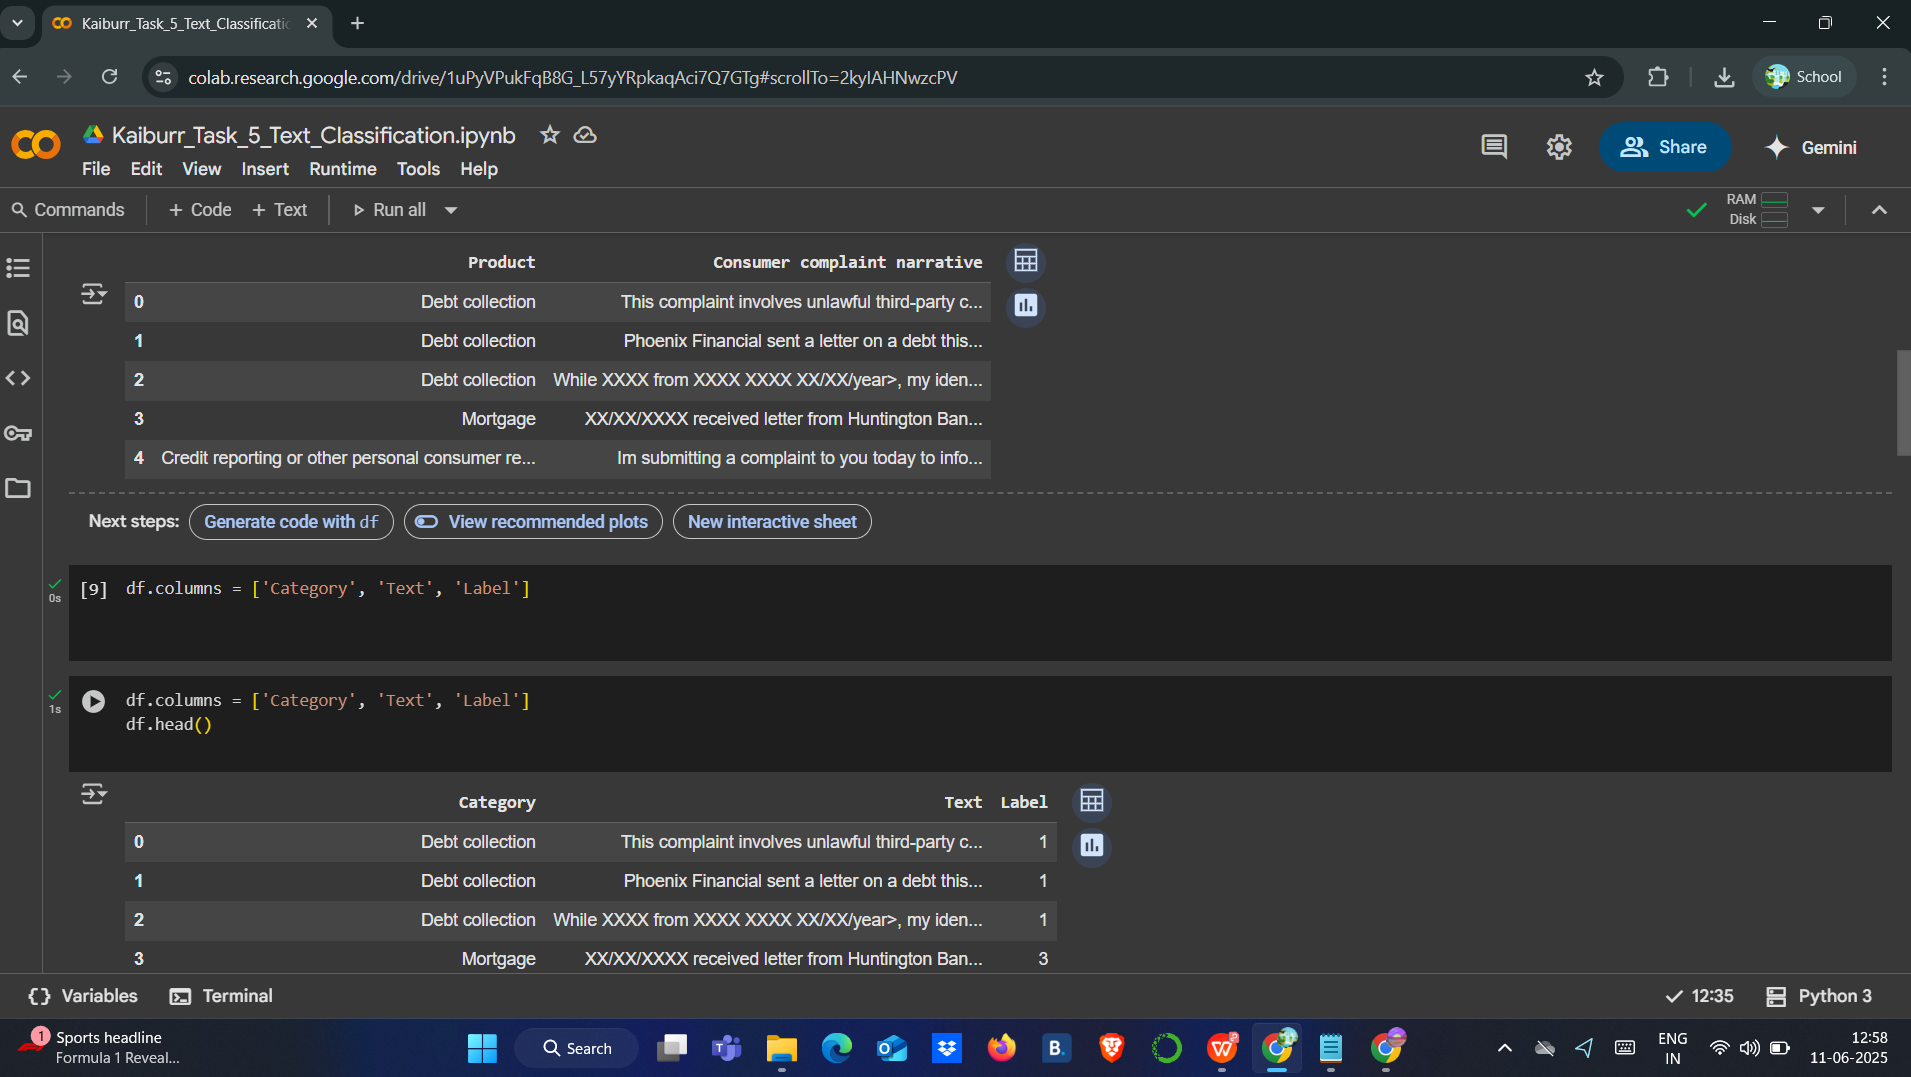 Kaiburr_Task_5_Text_Classificatic
colab.research.google.com/drive/1uPyVPukFqB8G_L57yYRpkaqAci7Q7GTg#scrollTo=2kyIAHNwzcPV
School
Kaiburr_Task_5_Text_Classification.ipynb
File Edit View Insert Runtime Tools Help
Share
Gemini
Commands + Code + Text Run all
RAM
Disk
Product Consumer complaint narrative
0 Debt collection This complaint involves unlawful third-party c...
1 Debt collection Phoenix Financial sent a letter on a debt this...
2 Debt collection While XXXX from XXXX XXXX XX/XX/year>, my iden...
3 Mortgage XX/XX/XXXX received letter from Huntington Ban...
4 Credit reporting or other personal consumer re... Im submitting a complaint to you today to info...
Next steps: Generate code with df View recommended plots New interactive sheet
0s [9] df.columns = ['Category', 'Text', 'Label']
1s df.columns = ['Category', 'Text', 'Label']
df.head()
Category Text Label
0 Debt collection This complaint involves unlawful third-party c... 1
1 Debt collection Phoenix Financial sent a letter on a debt this... 1
2 Debt collection While XXXX from XXXX XXXX XX/XX/year>, my iden... 1
3 Mortgage XX/XX/XXXX received letter from Huntington Ban... 3
Variables Terminal
12:35 Python 3
1 Sports headline
Formula 1 Reveal...
Search
B.
ENG
IN
12:58
11-06-2025